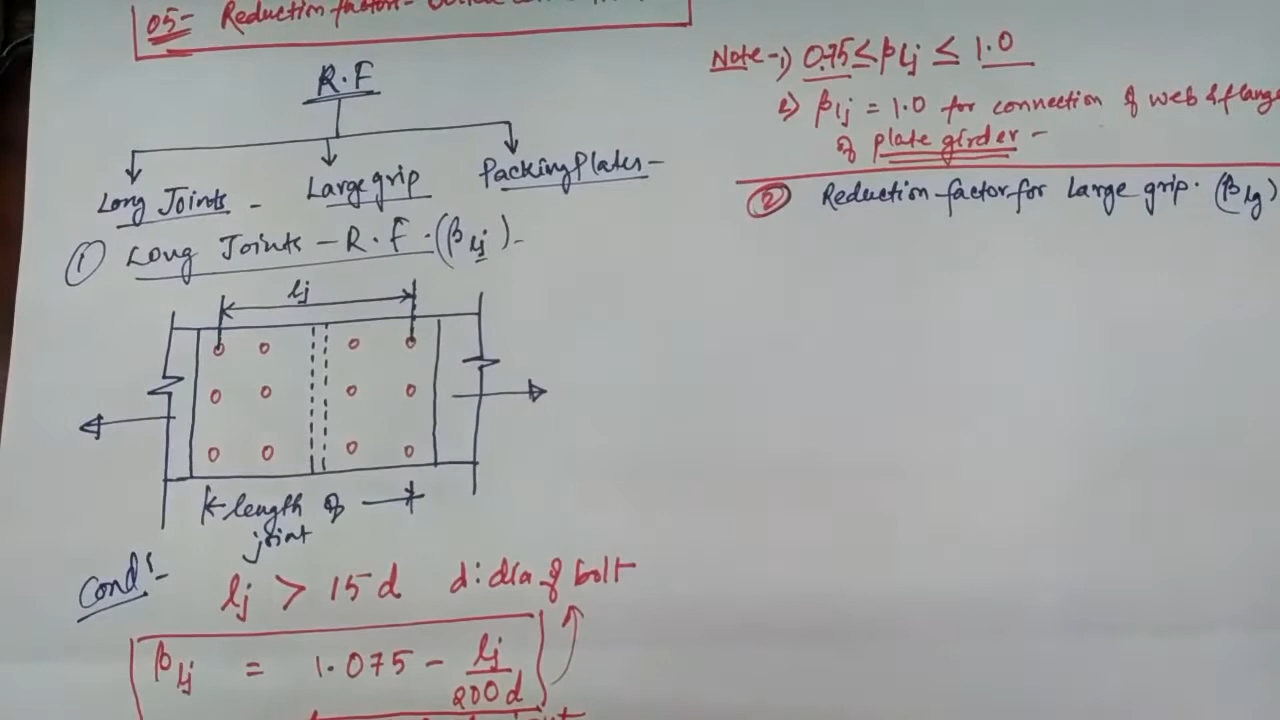 05- Reduction factor-
R.F
Long Joints -
Large grip
Packing Plates -
① Long Joints - R.F. (βlj) -
lj
length of
joint
Cond':-
lj > 15d d: dia of bolt
βlj = 1.075 - lj/200d
Note-1) 0.75 ≤ βlj ≤ 1.0
2) βlj = 1.0 for connection of web & flange
of plate girder -
② Reduction factor for Large grip. (βlg)